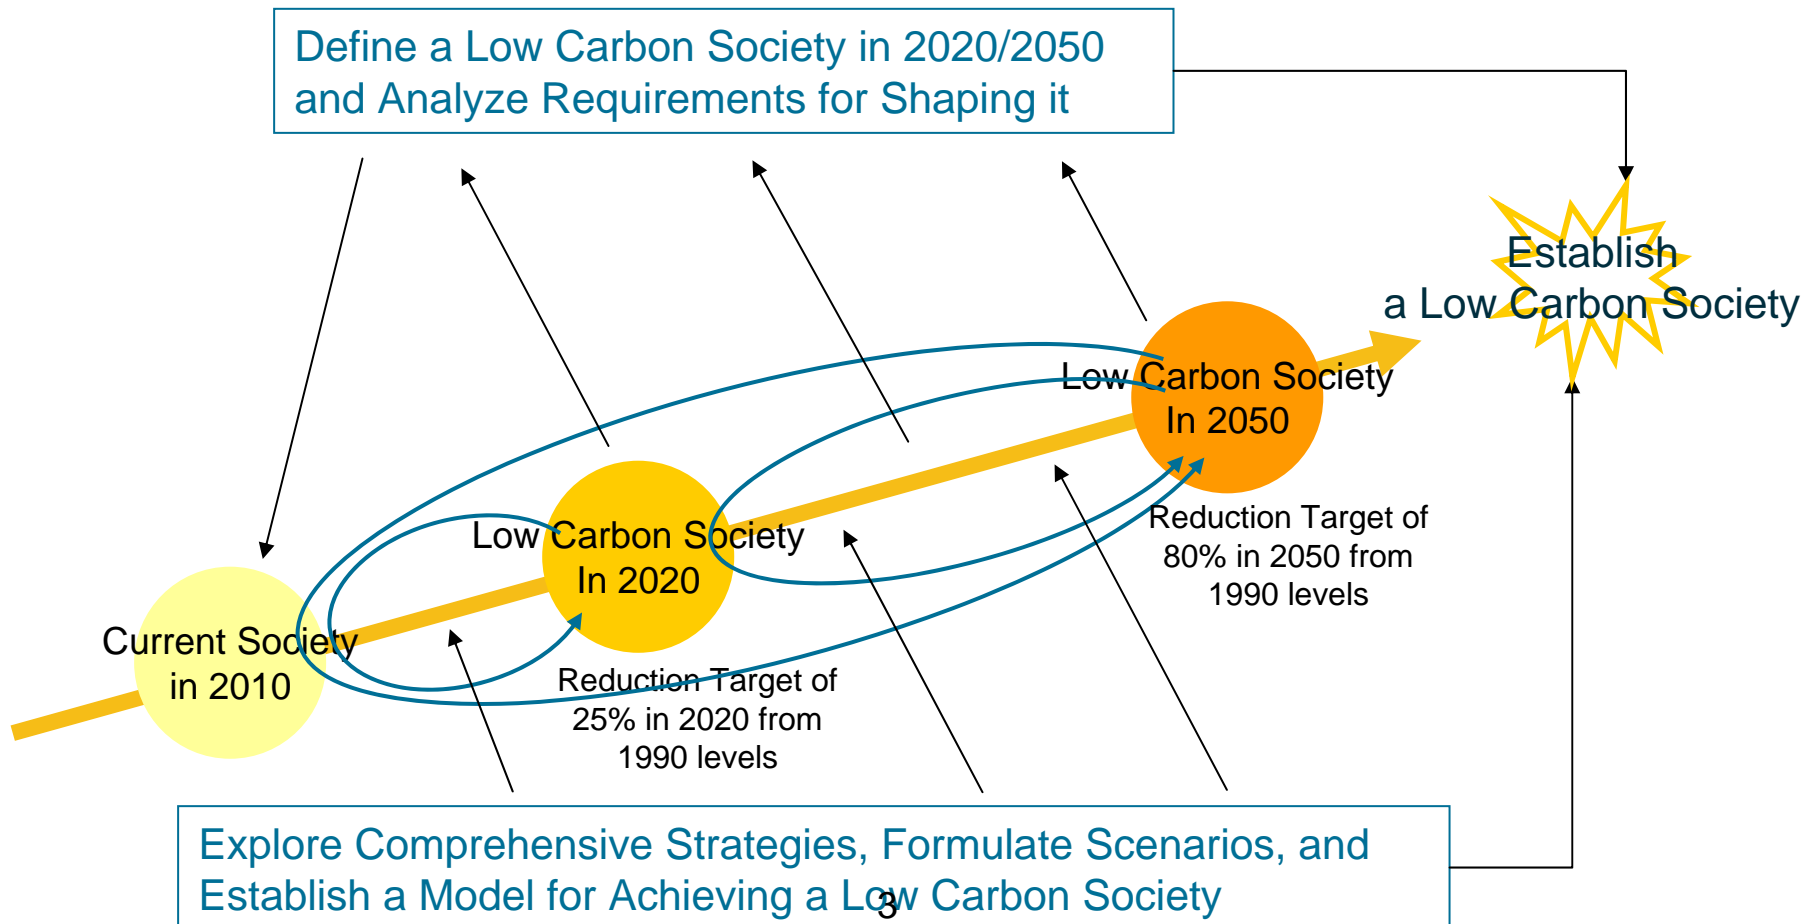 Define a Low Carbon Society in 2020/2050
and Analyze Requirements for Shaping it
Establish
a Low Carbon Society
Low Carbon Society
In 2050
Reduction Target of
80% in 2050 from
1990 levels
Low Carbon Society
In 2020
Reduction Target of
25% in 2020 from
1990 levels
Current Society
in 2010
Explore Comprehensive Strategies, Formulate Scenarios, and
Establish a Model for Achieving a Low Carbon Society
3